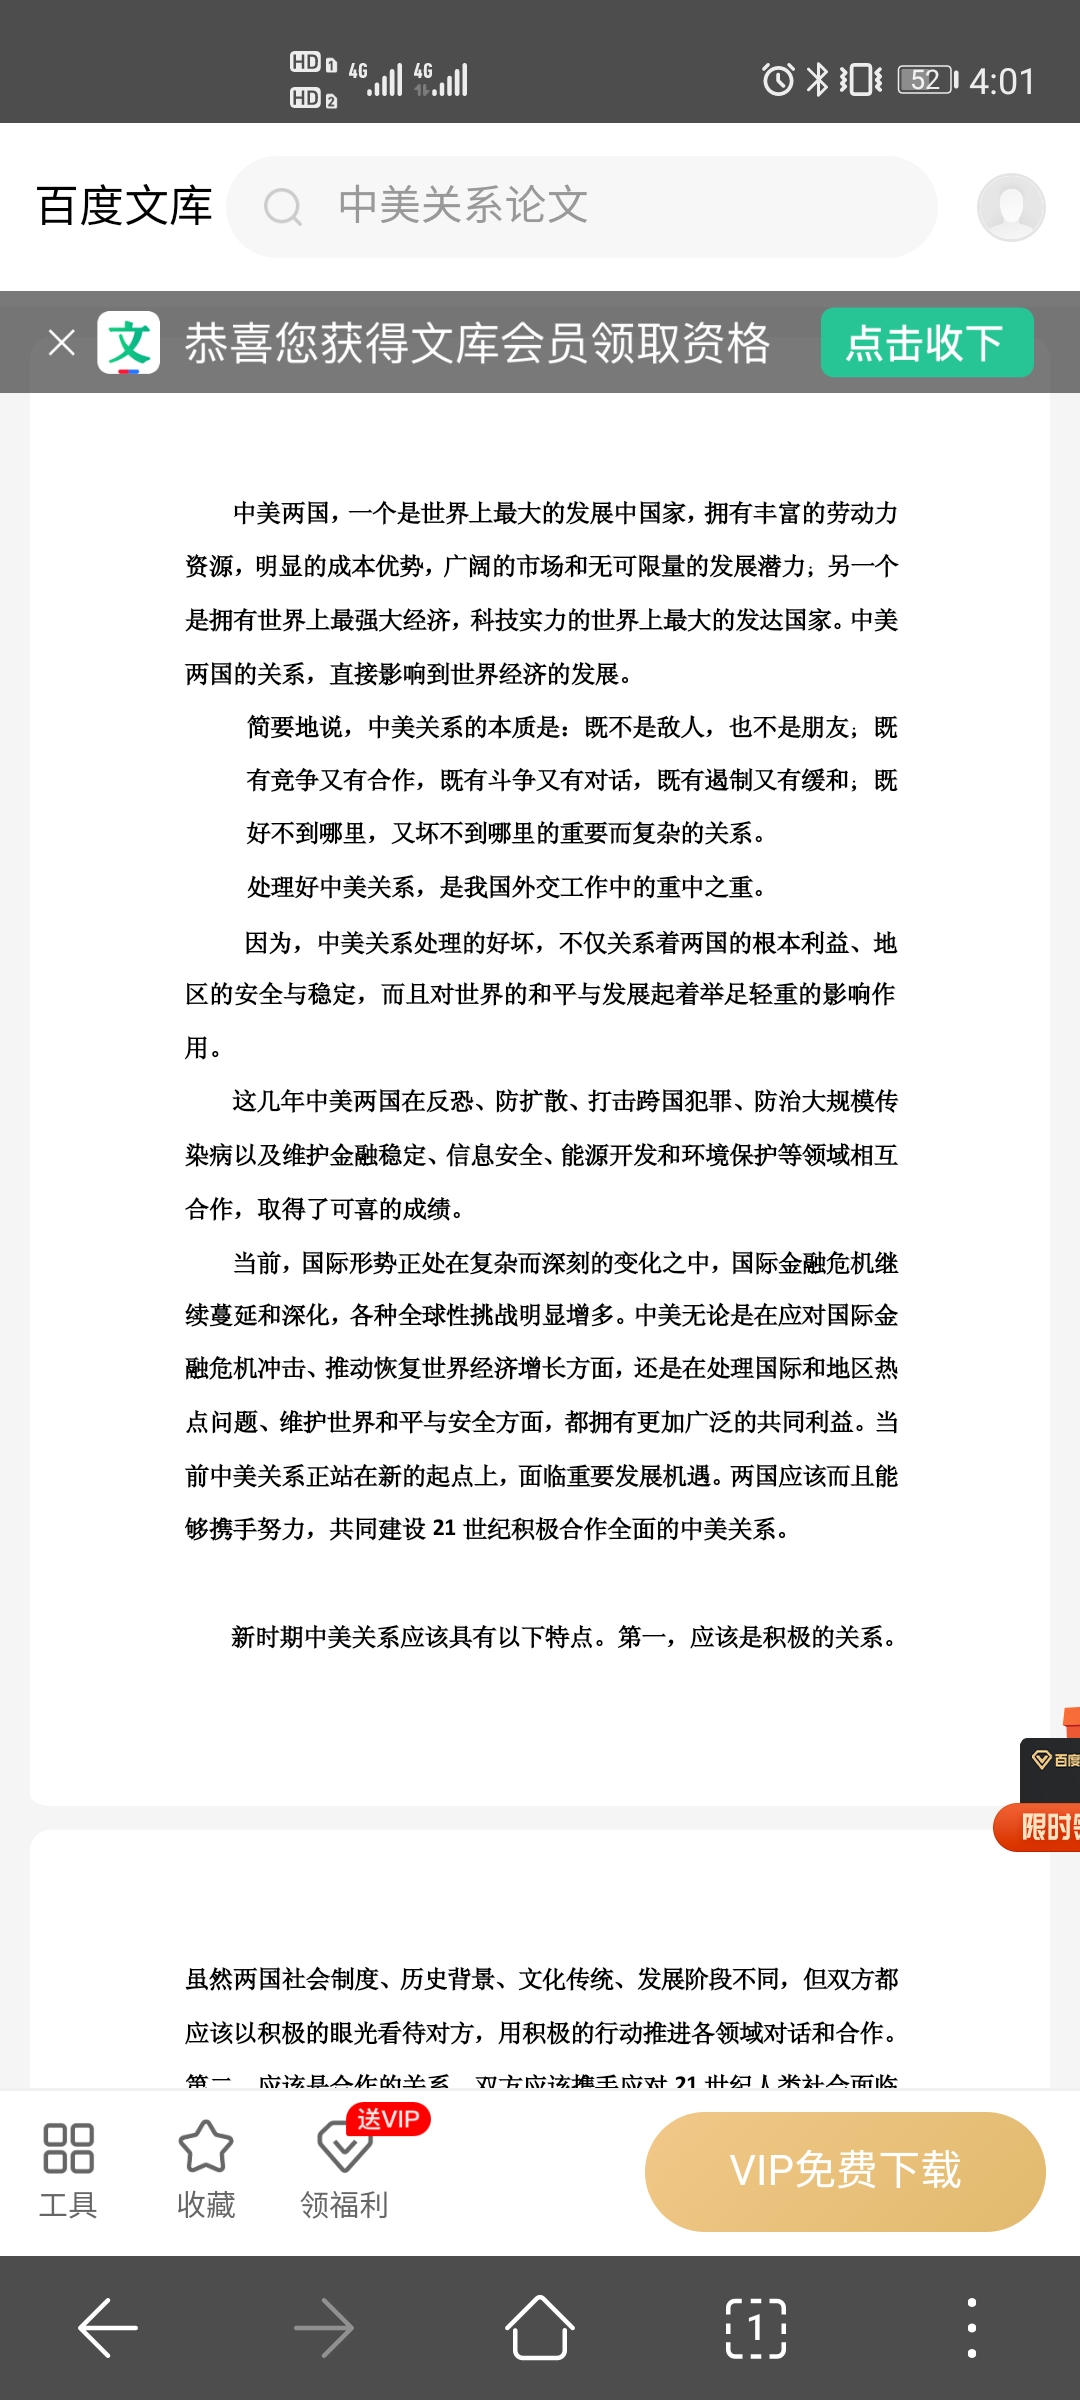 HD 1 4G 4G 52 4:01
HD 2
百度文库 中美关系论文
文 恭喜您获得文库会员领取资格 点击收下
中美两国，一个是世界上最大的发展中国家，拥有丰富的劳动力
资源，明显的成本优势，广阔的市场和无可限量的发展潜力；另一个
是拥有世界上最强大经济，科技实力的世界上最大的发达国家。中美
两国的关系，直接影响到世界经济的发展。
简要地说，中美关系的本质是：既不是敌人，也不是朋友；既
有竞争又有合作，既有斗争又有对话，既有遏制又有缓和；既
好不到哪里，又坏不到哪里的重要而复杂的关系。
处理好中美关系，是我国外交工作中的重中之重。
因为，中美关系处理的好坏，不仅关系着两国的根本利益、地
区的安全与稳定，而且对世界的和平与发展起着举足轻重的影响作
用。
这几年中美两国在反恐、防扩散、打击跨国犯罪、防治大规模传
染病以及维护金融稳定、信息安全、能源开发和环境保护等领域相互
合作，取得了可喜的成绩。
当前，国际形势正处在复杂而深刻的变化之中，国际金融危机继
续蔓延和深化，各种全球性挑战明显增多。中美无论是在应对国际金
融危机冲击、推动恢复世界经济增长方面，还是在处理国际和地区热
点问题、维护世界和平与安全方面，都拥有更加广泛的共同利益。当
前中美关系正站在新的起点上，面临重要发展机遇。两国应该而且能
够携手努力，共同建设 21 世纪积极合作全面的中美关系。
新时期中美关系应该具有以下特点。第一，应该是积极的关系。
百度
限时
虽然两国社会制度、历史背景、文化传统、发展阶段不同，但双方都
应该以积极的眼光看待对方，用积极的行动推进各领域对话和合作。
第二，应该是合作的关系。双方应该携手应对 21 世纪人类社会面临
送VIP
工具 收藏 领福利 VIP免费下载
1